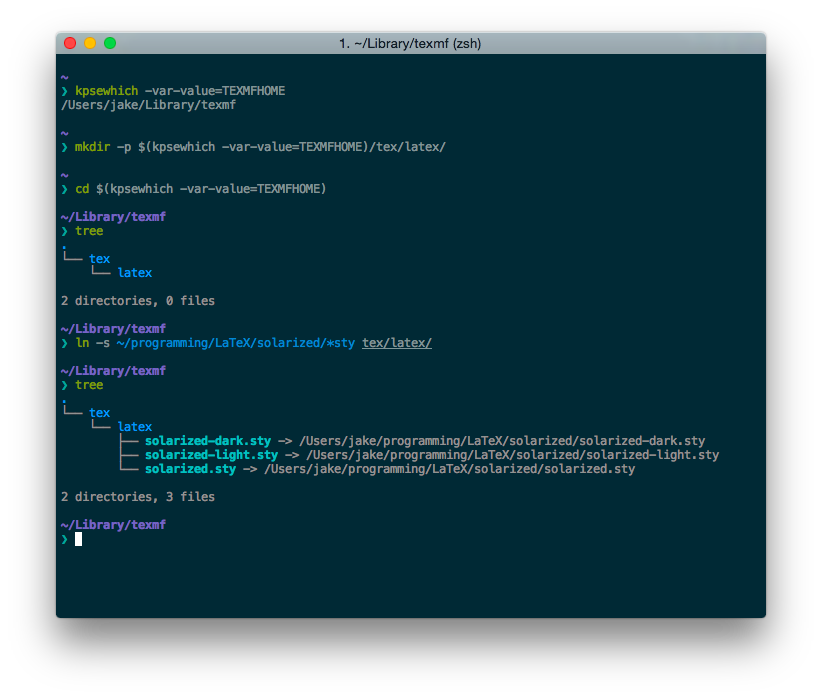 1. ~/Library/texmf (zsh)
~
❯ kpsewhich -var-value=TEXMFHOME
/Users/jake/Library/texmf
~
❯ mkdir -p $(kpsewhich -var-value=TEXMFHOME)/tex/latex/
~
❯ cd $(kpsewhich -var-value=TEXMFHOME)
~/Library/texmf
❯ tree
.
└── tex
    └── latex
2 directories, 0 files
~/Library/texmf
❯ ln -s ~/programming/LaTeX/solarized/*sty tex/latex/
~/Library/texmf
❯ tree
.
└── tex
    └── latex
        ├── solarized-dark.sty -> /Users/jake/programming/LaTeX/solarized/solarized-dark.sty
        ├── solarized-light.sty -> /Users/jake/programming/LaTeX/solarized/solarized-light.sty
        └── solarized.sty -> /Users/jake/programming/LaTeX/solarized/solarized.sty
2 directories, 3 files
~/Library/texmf
❯